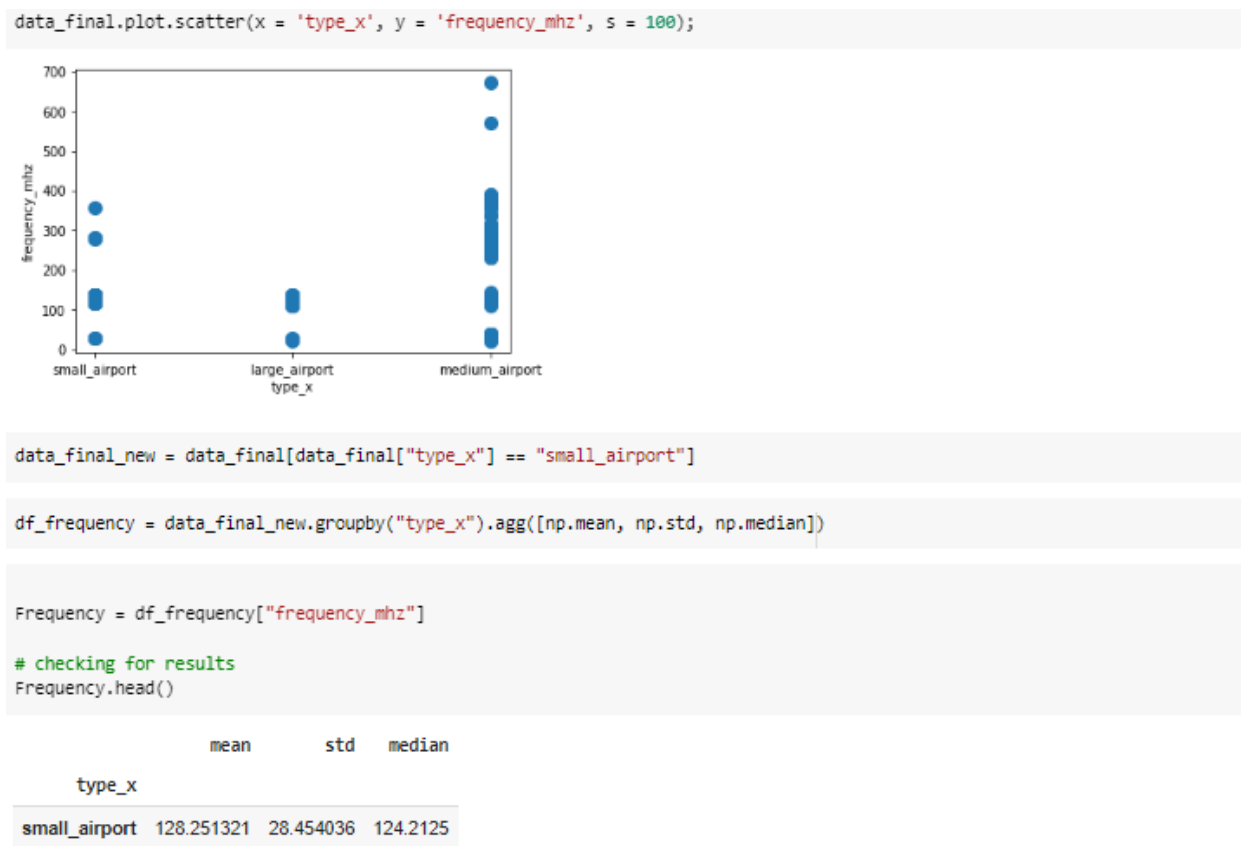 data_final.plot.scatter(x = 'type_x', y = 'frequency_mhz', s = 100);
700
600
500
400
300
200
100
0
frequency_mhz
small_airport large_airport medium_airport
type_x
data_final_new = data_final[data_final["type_x"] == "small_airport"]
df_frequency = data_final_new.groupby("type_x").agg([np.mean, np.std, np.median])
Frequency = df_frequency["frequency_mhz"]
# checking for results
Frequency.head()
mean std median
type_x
small_airport 128.251321 28.454036 124.2125